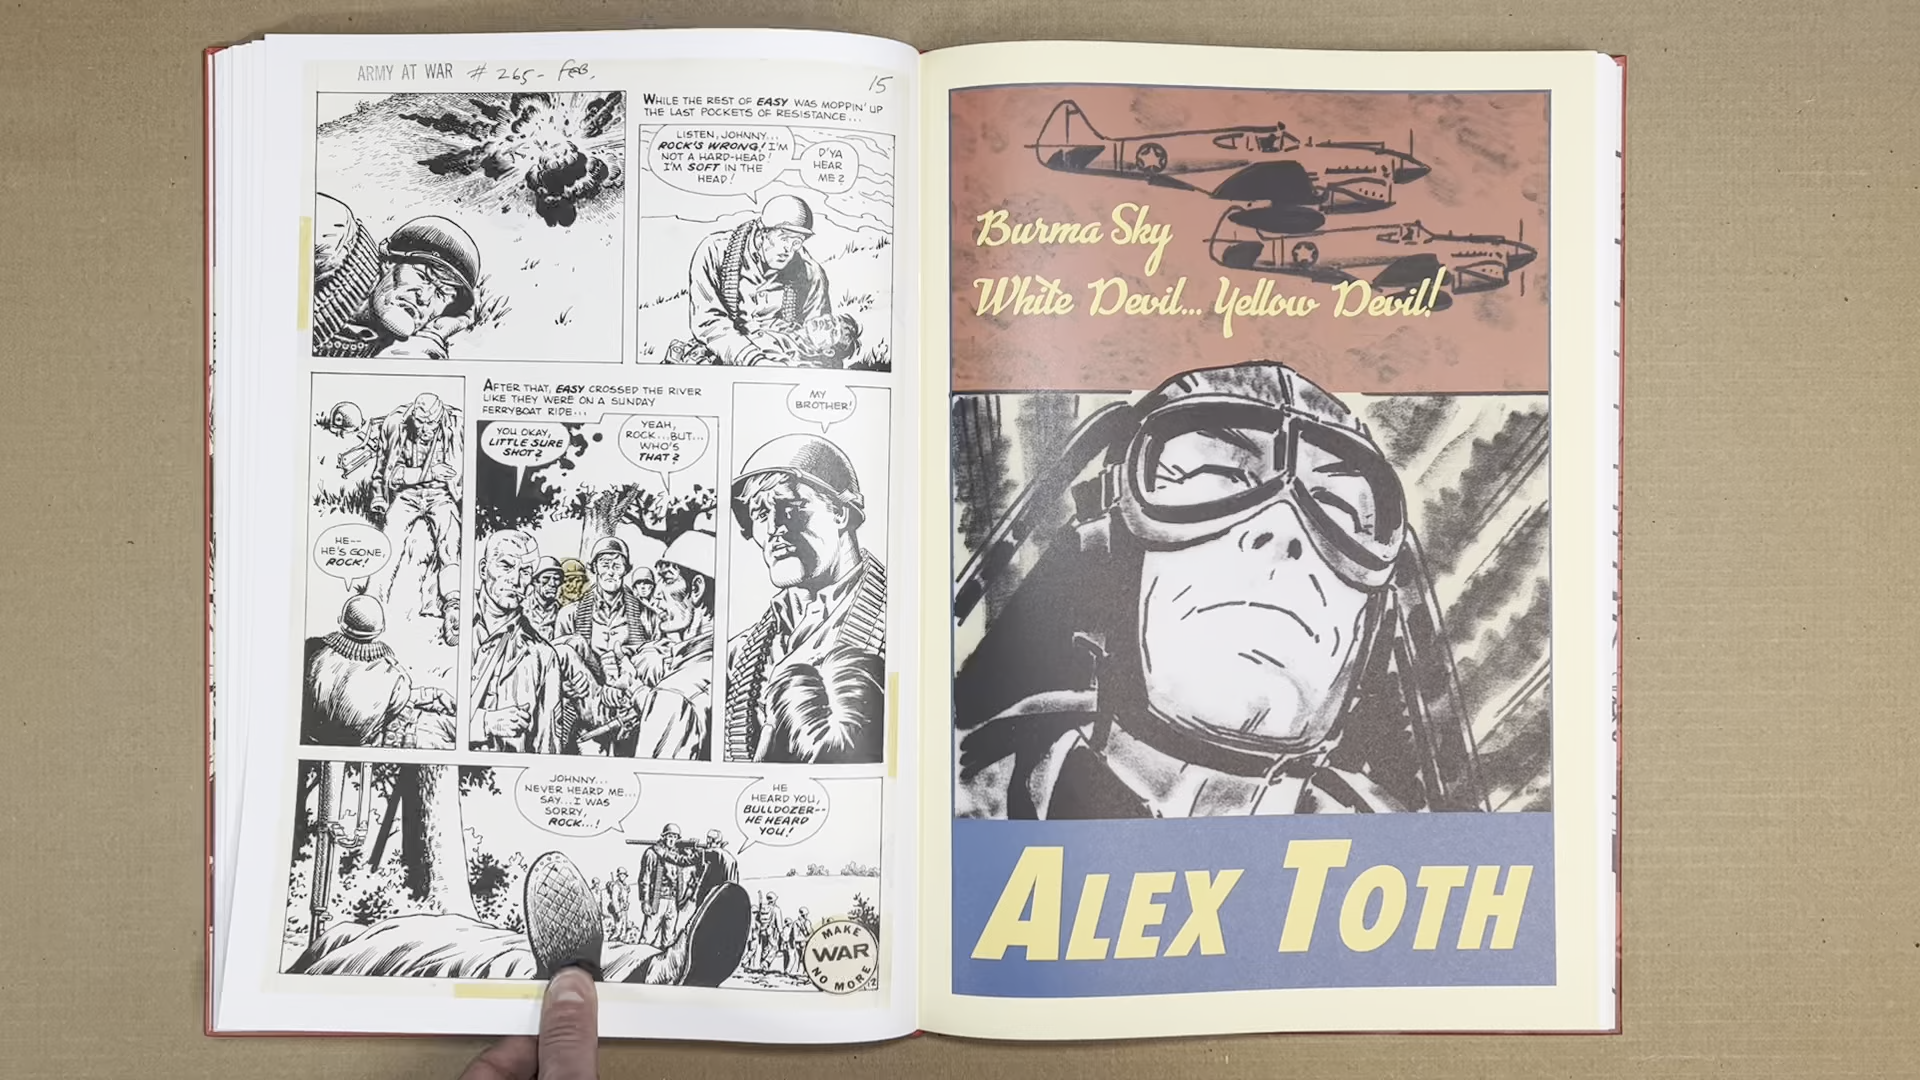 ARMY AT WAR # 265- FEB.
15
WHILE THE REST OF EASY WAS MOPPIN' UP
THE LAST POCKETS OF RESISTANCE...
LISTEN, JOHNNY...
ROCK'S WRONG! I'M
NOT A HARD-HEAD!
I'M SOFT IN THE
HEAD!
D'YA
HEAR
ME?
HE--
HE'S GONE,
ROCK!
AFTER THAT, EASY CROSSED THE RIVER
LIKE THEY WERE ON A SUNDAY
FERRYBOAT RIDE...
YOU OKAY,
LITTLE SURE
SHOT?
YEAH,
ROCK...BUT...
WHO'S
THAT?
MY
BROTHER!
JOHNNY...
NEVER HEARD ME...
SAY...I WAS
SORRY,
ROCK...!
HE
HEARD YOU,
BULLDOZER--
HE HEARD
YOU!
MAKE
WAR
NO MORE
Burma Sky
White Devil... Yellow Devil!
ALEX TOTH